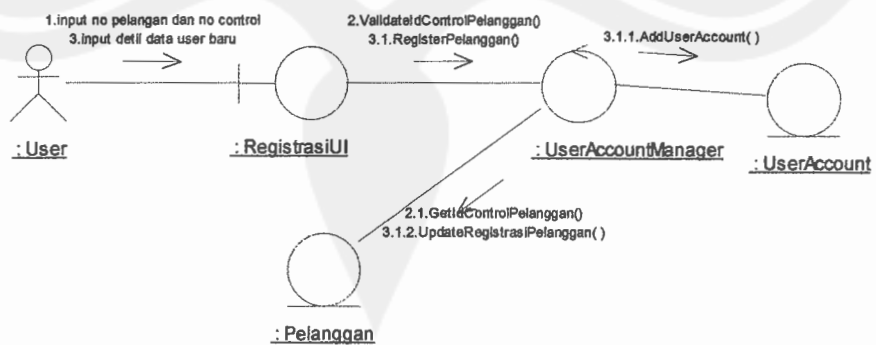 1.input no pelangan dan no control
3.input detil data user baru
2.ValidateIdControlPelanggan()
3.1.RegisterPelanggan()
3.1.1.AddUserAccount( )
: User
: RegistrasiUI
: UserAccountManager
: UserAccount
2.1.GetIdControlPelanggan()
3.1.2.UpdateRegistrasiPelanggan( )
: Pelanggan